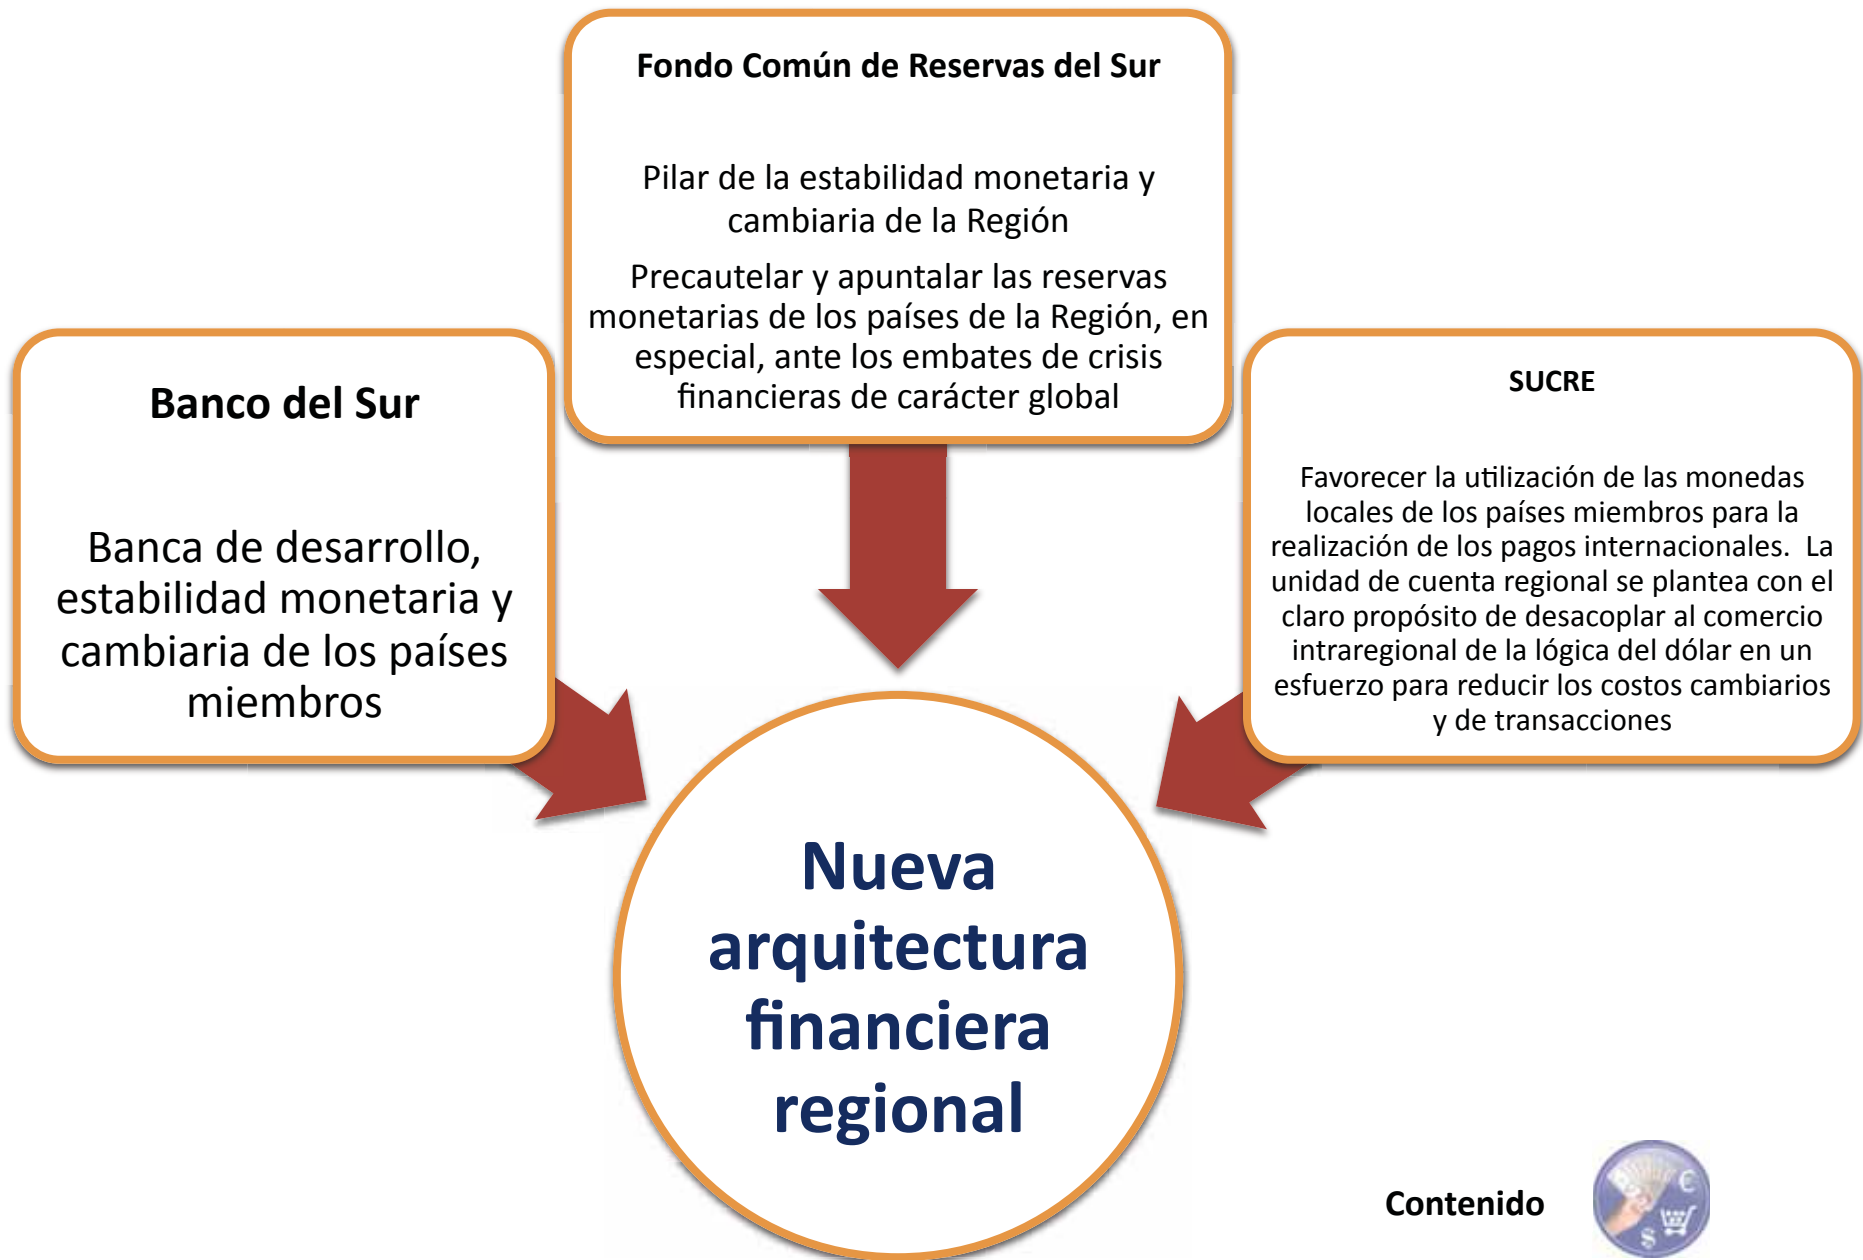 Fondo Común de Reservas del Sur
Pilar de la estabilidad monetaria y
cambiaria de la Región
Precautelar y apuntalar las reservas
monetarias de los países de la Región, en
especial, ante los embates de crisis
financieras de carácter global
Banco del Sur
Banca de desarrollo,
estabilidad monetaria y
cambiaria de los países
miembros
SUCRE
Favorecer la utilización de las monedas
locales de los países miembros para la
realización de los pagos internacionales.  La
unidad de cuenta regional se plantea con el
claro propósito de desacoplar al comercio
intraregional de la lógica del dólar en un
esfuerzo para reducir los costos cambiarios
y de transacciones
Nueva
arquitectura
financiera
regional
Contenido
€
$